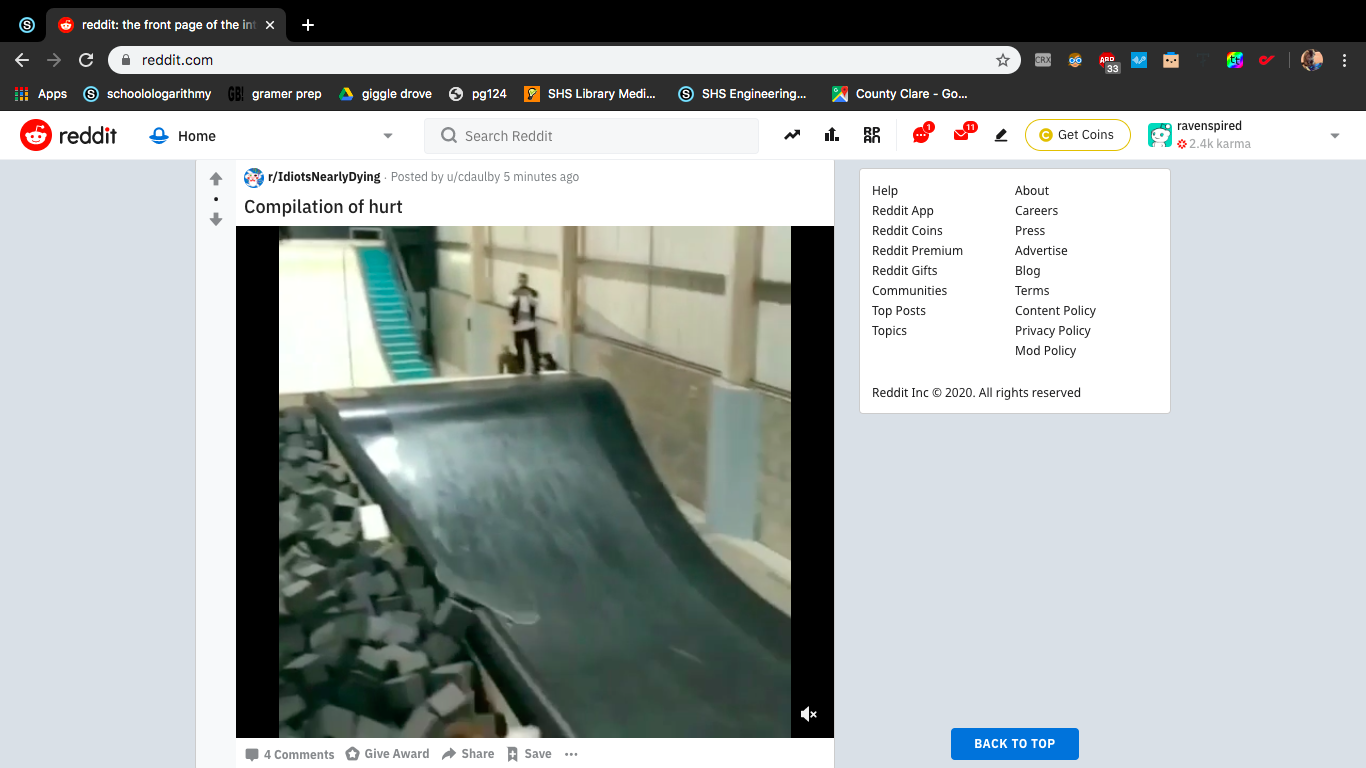 reddit: the front page of the int
reddit.com
CRX
ABP
33
Apps
schoolologarithmy
GB!
gramer prep
giggle drove
pg124
SHS Library Medi...
SHS Engineering...
County Clare - Go...
reddit
Home
Search Reddit
RPAN
1
11
Get Coins
ravenspired
2.4k karma
r/IdiotsNearlyDying · Posted by u/cdaulby 5 minutes ago
Compilation of hurt
4 Comments
Give Award
Share
Save
Help
About
Reddit App
Careers
Reddit Coins
Press
Reddit Premium
Advertise
Reddit Gifts
Blog
Communities
Terms
Top Posts
Content Policy
Topics
Privacy Policy
Mod Policy
Reddit Inc © 2020. All rights reserved
BACK TO TOP